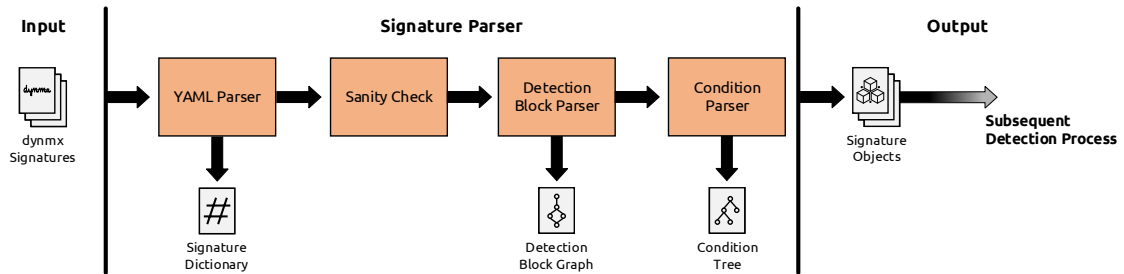 Input
Signature Parser
Output
dynmx
YAML Parser
Sanity Check
Detection
Block Parser
Condition
Parser
dynmx
Signatures
Signature
Objects
Subsequent
Detection Process
#
Signature
Dictionary
Detection
Block Graph
Condition
Tree